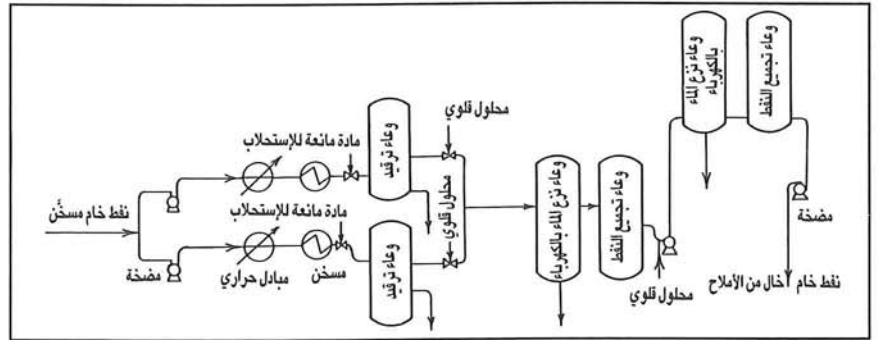 وعاء نزع الماء
بالكهرباء
وعاء تجميع النفط
محلول قلوي
مادة مانعة للإستحلاب
وعاء ترقيد
نفط خام مسخَّن
مادة مانعة للإستحلاب
محلول قلوي
وعاء نزع الماء بالكهرباء
وعاء تجميع النفط
مضخة
وعاء ترقيد
مضخة
مبادل حراري
مسخن
محلول قلوي
نفط خام خال من الأملاح